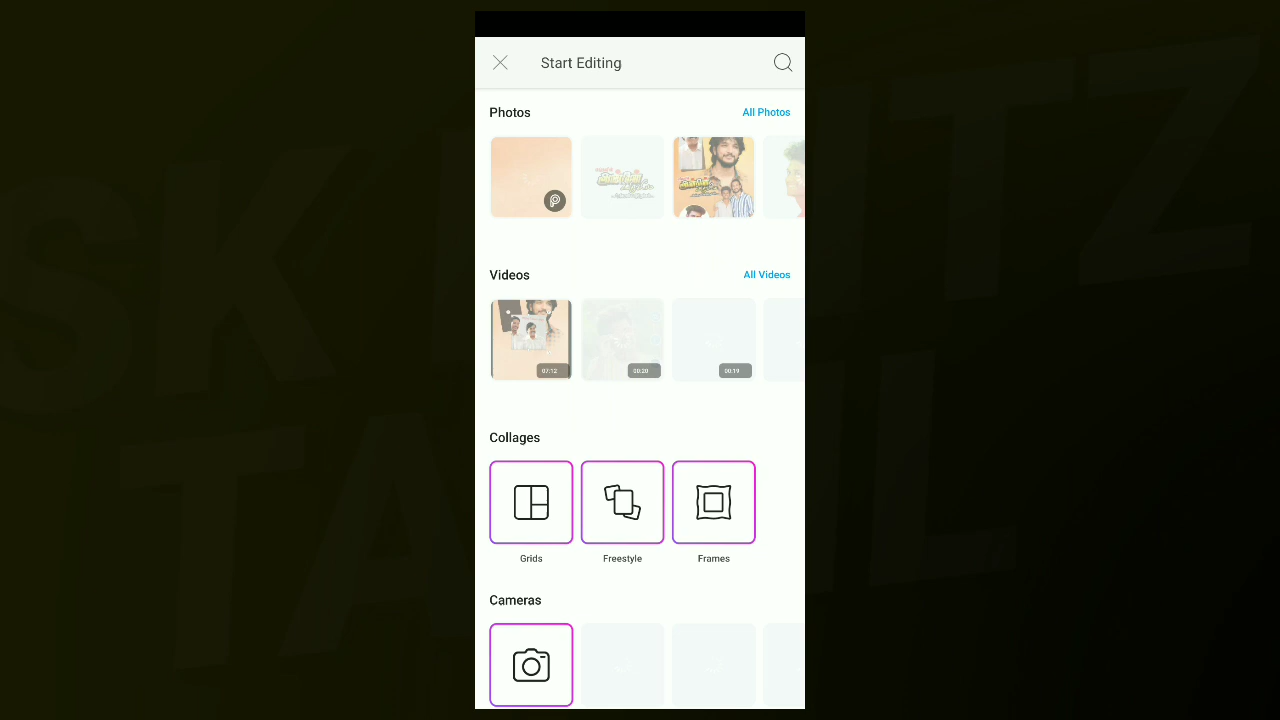 Start Editing
Photos
All Photos
Videos
All Videos
07:12
00:20
00:19
Collages
Grids
Freestyle
Frames
Cameras